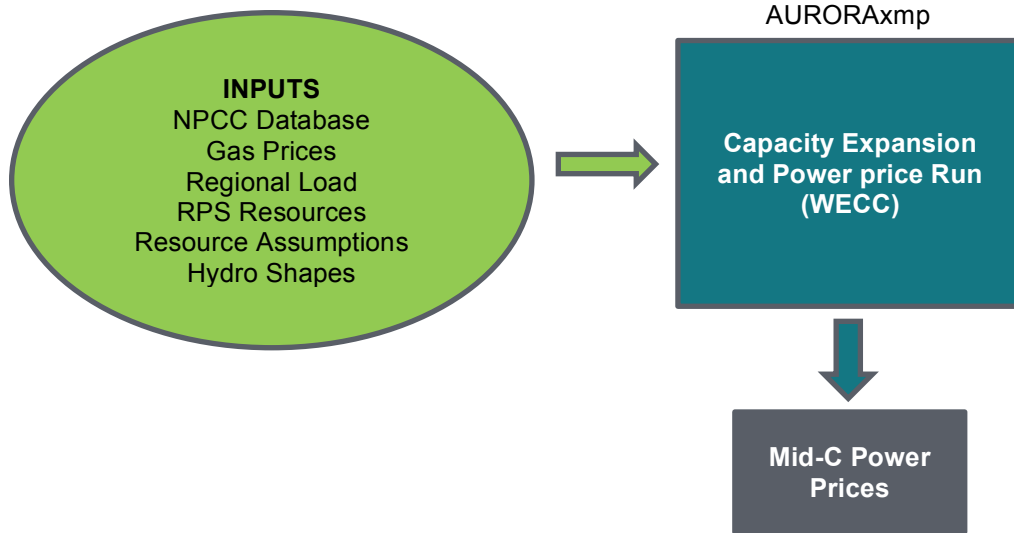 AURORAxmp
INPUTS
NPCC Database
Gas Prices
Regional Load
RPS Resources
Resource Assumptions
Hydro Shapes
Capacity Expansion
and Power price Run
(WECC)
Mid-C Power
Prices